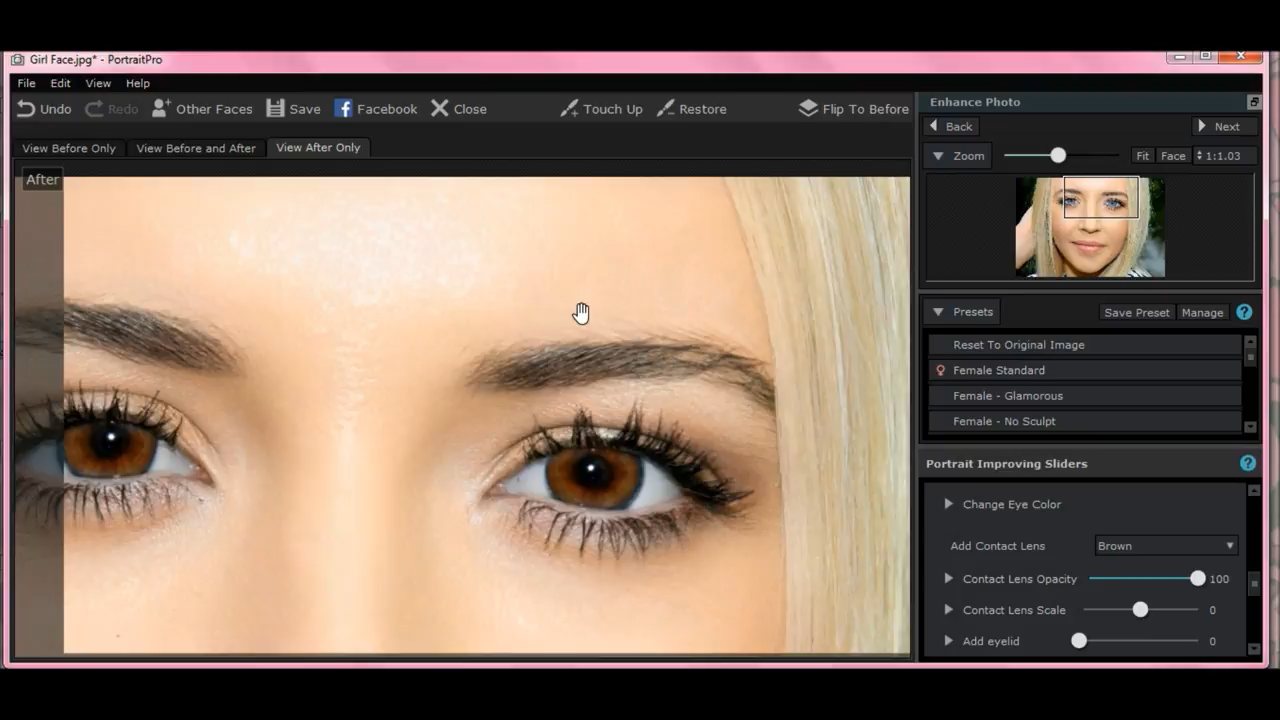 Girl Face.jpg* - PortraitPro
File Edit View Help
Undo Redo Other Faces Save Facebook Close Touch Up Restore Flip To Before
View Before Only View Before and After View After Only
After
Enhance Photo
Back Next
Zoom Fit Face 1:1.03
Presets Save Preset Manage ?
Reset To Original Image
Female Standard
Female - Glamorous
Female - No Sculpt
Portrait Improving Sliders ?
Change Eye Color
Add Contact Lens Brown
Contact Lens Opacity 100
Contact Lens Scale 0
Add eyelid 0